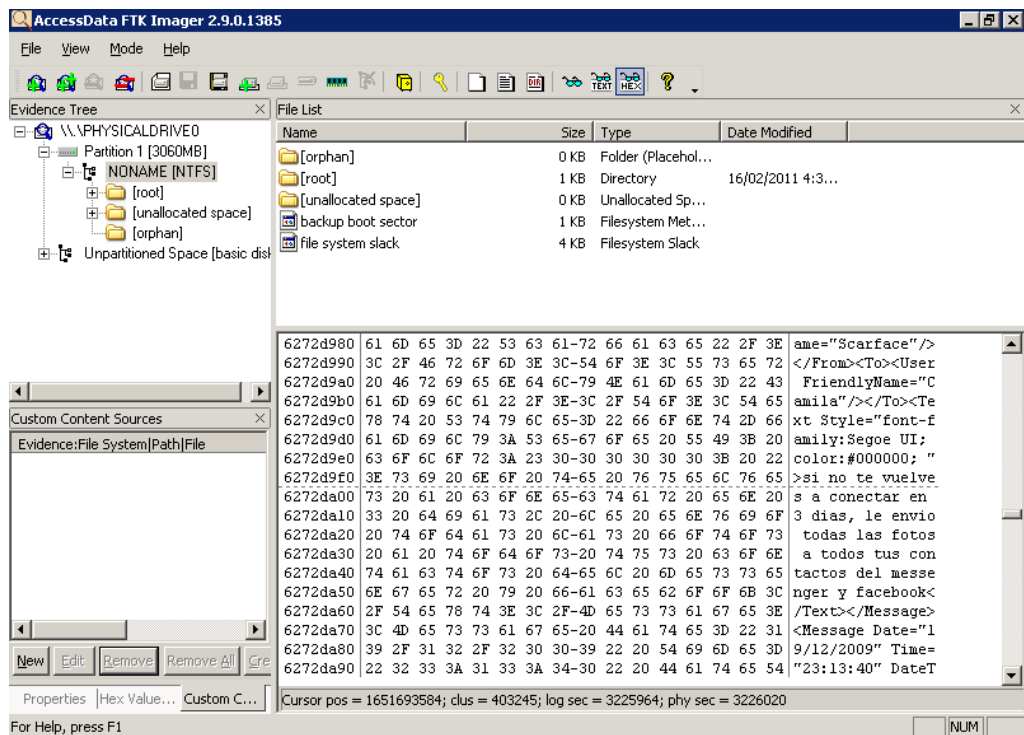 AccessData FTK Imager 2.9.0.1385
File View Mode Help
TEXT HEX
Evidence Tree
\\.\PHYSICALDRIVE0
Partition 1 [3060MB]
NONAME [NTFS]
[root]
[unallocated space]
[orphan]
Unpartitioned Space [basic disk
File List
Name Size Type Date Modified
[orphan] 0 KB Folder (Placehol...
[root] 1 KB Directory 16/02/2011 4:3...
[unallocated space] 0 KB Unallocated Sp...
backup boot sector 1 KB Filesystem Met...
file system slack 4 KB Filesystem Slack
Custom Content Sources
Evidence:File System|Path|File
New Edit Remove Remove All Cre
Properties Hex Value... Custom C...
6272d980 61 6D 65 3D 22 53 63 61-72 66 61 63 65 22 2F 3E ame="Scarface"/>
6272d990 3C 2F 46 72 6F 6D 3E 3C-54 6F 3E 3C 55 73 65 72 </From><To><User
6272d9a0 20 46 72 69 65 6E 64 6C-79 4E 61 6D 65 3D 22 43 FriendlyName="C
6272d9b0 61 6D 69 6C 61 22 2F 3E-3C 2F 54 6F 3E 3C 54 65 amila"/></To><Te
6272d9c0 78 74 20 53 74 79 6C 65-3D 22 66 6F 6E 74 2D 66 xt Style="font-f
6272d9d0 61 6D 69 6C 79 3A 53 65-67 6F 65 20 55 49 3B 20 amily:Segoe UI;
6272d9e0 63 6F 6C 6F 72 3A 23 30-30 30 30 30 30 3B 20 22 color:#000000; "
6272d9f0 3E 73 69 20 6E 6F 20 74-65 20 76 75 65 6C 76 65 >si no te vuelve
6272da00 73 20 61 20 63 6F 6E 65-63 74 61 72 20 65 6E 20 s a conectar en
6272da10 33 20 64 69 61 73 2C 20-6C 65 20 65 6E 76 69 6F 3 dias, le envio
6272da20 20 74 6F 64 61 73 20 6C-61 73 20 66 6F 74 6F 73 todas las fotos
6272da30 20 61 20 74 6F 64 6F 73-20 74 75 73 20 63 6F 6E a todos tus con
6272da40 74 61 63 74 6F 73 20 64-65 6C 20 6D 65 73 73 65 tactos del messe
6272da50 6E 67 65 72 20 79 20 66-61 63 65 62 6F 6F 6B 3C nger y facebook<
6272da60 2F 54 65 78 74 3E 3C 2F-4D 65 73 73 61 67 65 3E /Text></Message>
6272da70 3C 4D 65 73 73 61 67 65-20 44 61 74 65 3D 22 31 <Message Date="1
6272da80 39 2F 31 32 2F 32 30 30-39 22 20 54 69 6D 65 3D 9/12/2009" Time=
6272da90 22 32 33 3A 31 33 3A 34-30 22 20 44 61 74 65 54 "23:13:40" DateT
Cursor pos = 1651693584; clus = 403245; log sec = 3225964; phy sec = 3226020
For Help, press F1
NUM